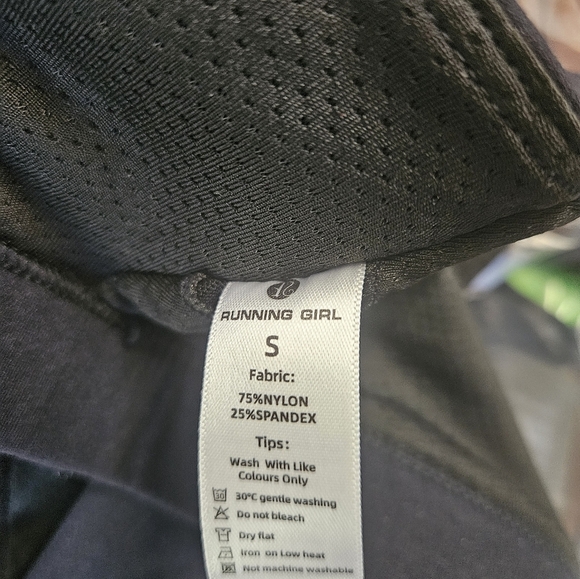 RUNNING GIRL
S
Fabric:
75%NYLON
25%SPANDEX
Tips:
Wash With Like
Colours Only
30 30℃ gentle washing
Do not bleach
Dry flat
Iron on Low heat
Not machine washable